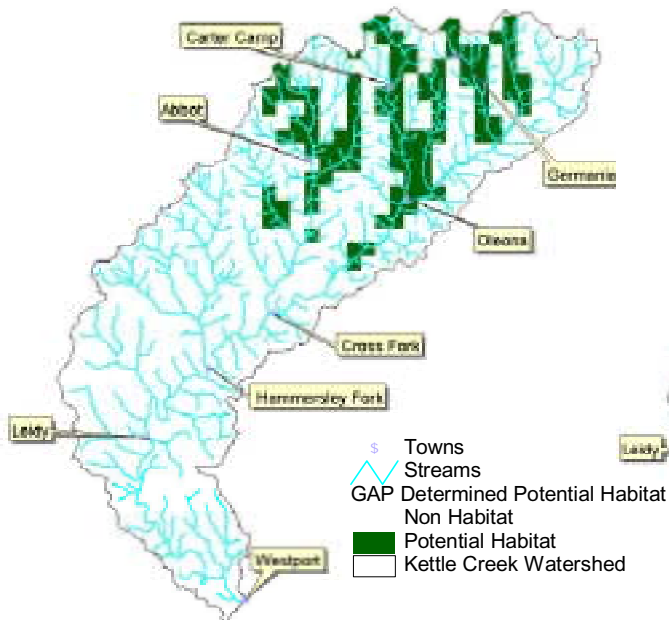 Carter Camp
Abbot
Germania
Oleona
Cross Fork
Hammersley Fork
Leidy
Leidy
$ Towns
Streams
GAP Determined Potential Habitat
Non Habitat
Potential Habitat
Kettle Creek Watershed
Westport